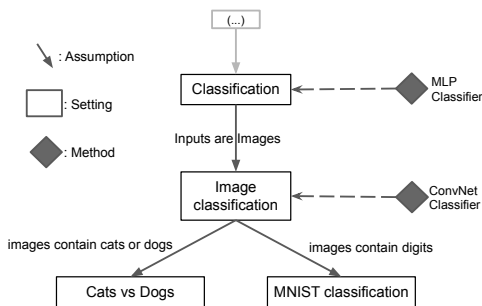 (...)
: Assumption
Classification
MLP
Classifier
: Setting
Inputs are Images
: Method
Image
classification
ConvNet
Classifier
images contain cats or dogs
images contain digits
Cats vs Dogs
MNIST classification